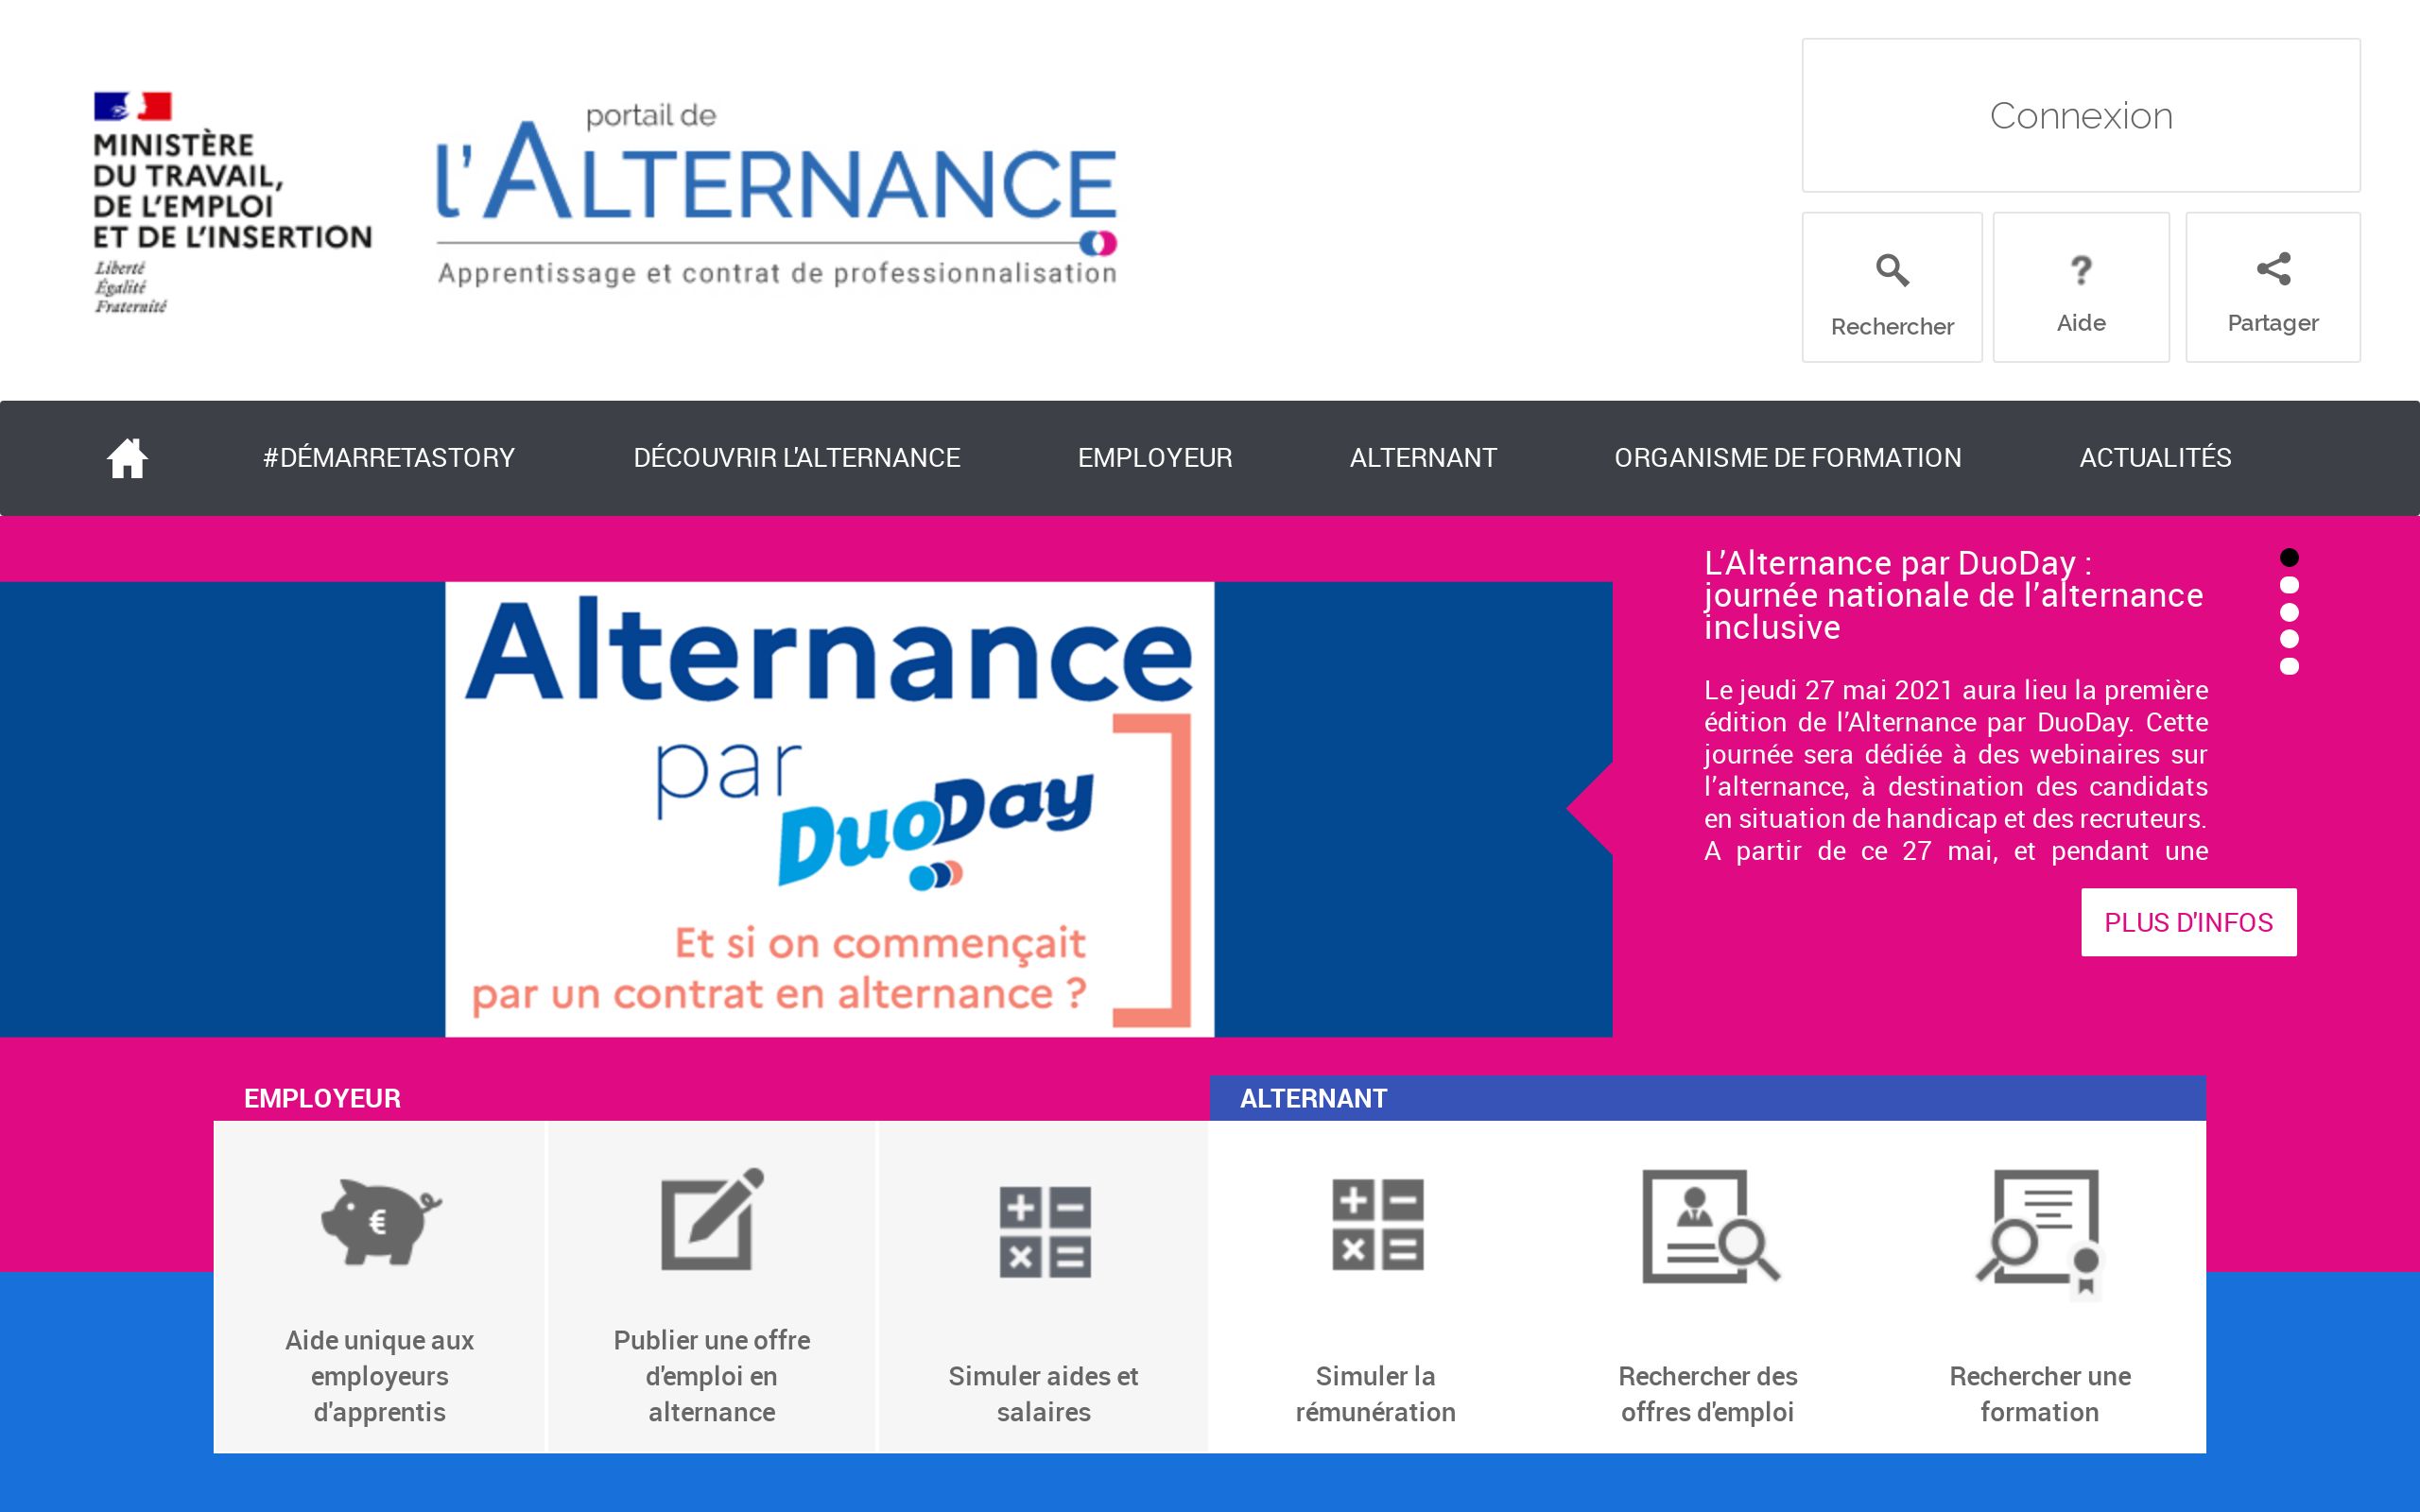 MINISTÈRE
DU TRAVAIL,
DE L'EMPLOI
ET DE L'INSERTION
Liberté
Égalité
Fraternité
portail de
l'ALTERNANCE
Apprentissage et contrat de professionnalisation
Connexion
Rechercher
Aide
Partager
#DÉMARRETASTORY
DÉCOUVRIR L'ALTERNANCE
EMPLOYEUR
ALTERNANT
ORGANISME DE FORMATION
ACTUALITÉS
Alternance
par
DuoDay
Et si on commençait
par un contrat en alternance ?
L’Alternance par DuoDay :
journée nationale de l’alternance
inclusive
Le jeudi 27 mai 2021 aura lieu la première
édition de l’Alternance par DuoDay. Cette
journée sera dédiée à des webinaires sur
l’alternance, à destination des candidats
en situation de handicap et des recruteurs.
A partir de ce 27 mai, et pendant une
PLUS D'INFOS
EMPLOYEUR
Aide unique aux
employeurs
d'apprentis
Publier une offre
d'emploi en
alternance
Simuler aides et
salaires
ALTERNANT
Simuler la
rémunération
Rechercher des
offres d'emploi
Rechercher une
formation